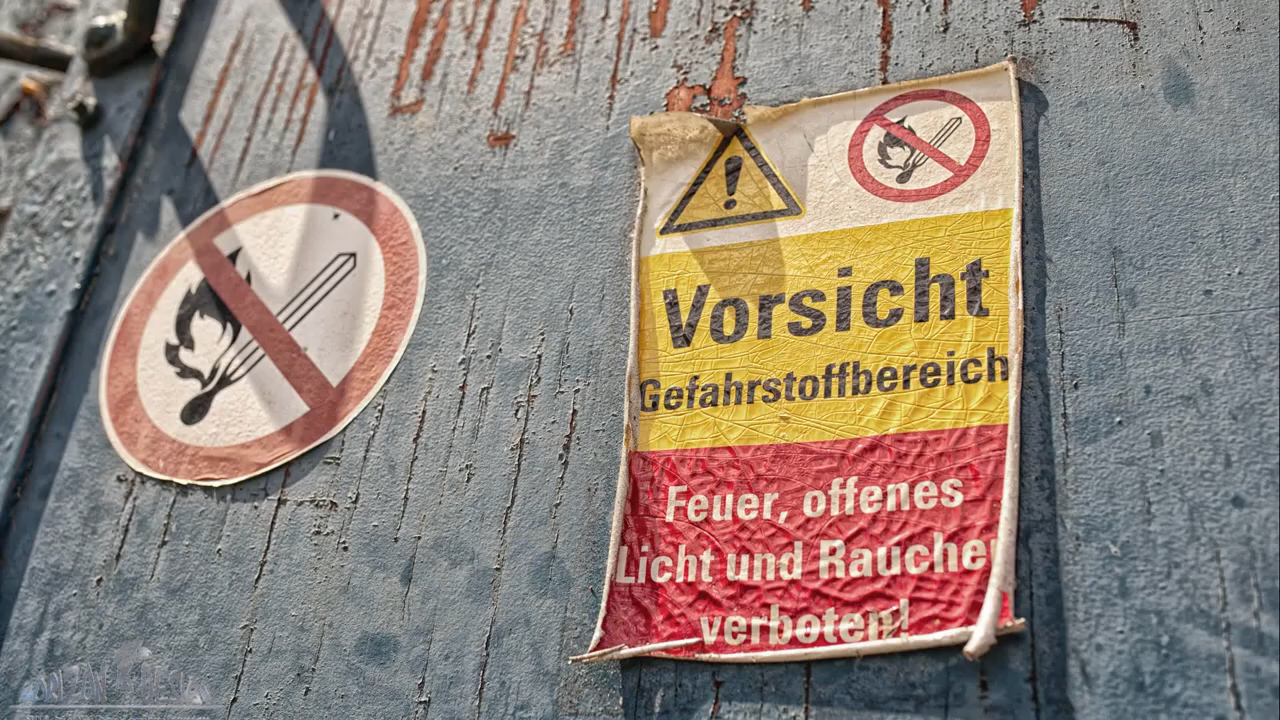 Vorsicht
Gefahrstoffbereich
Feuer, offenes
Licht und Rauchen
verboten!